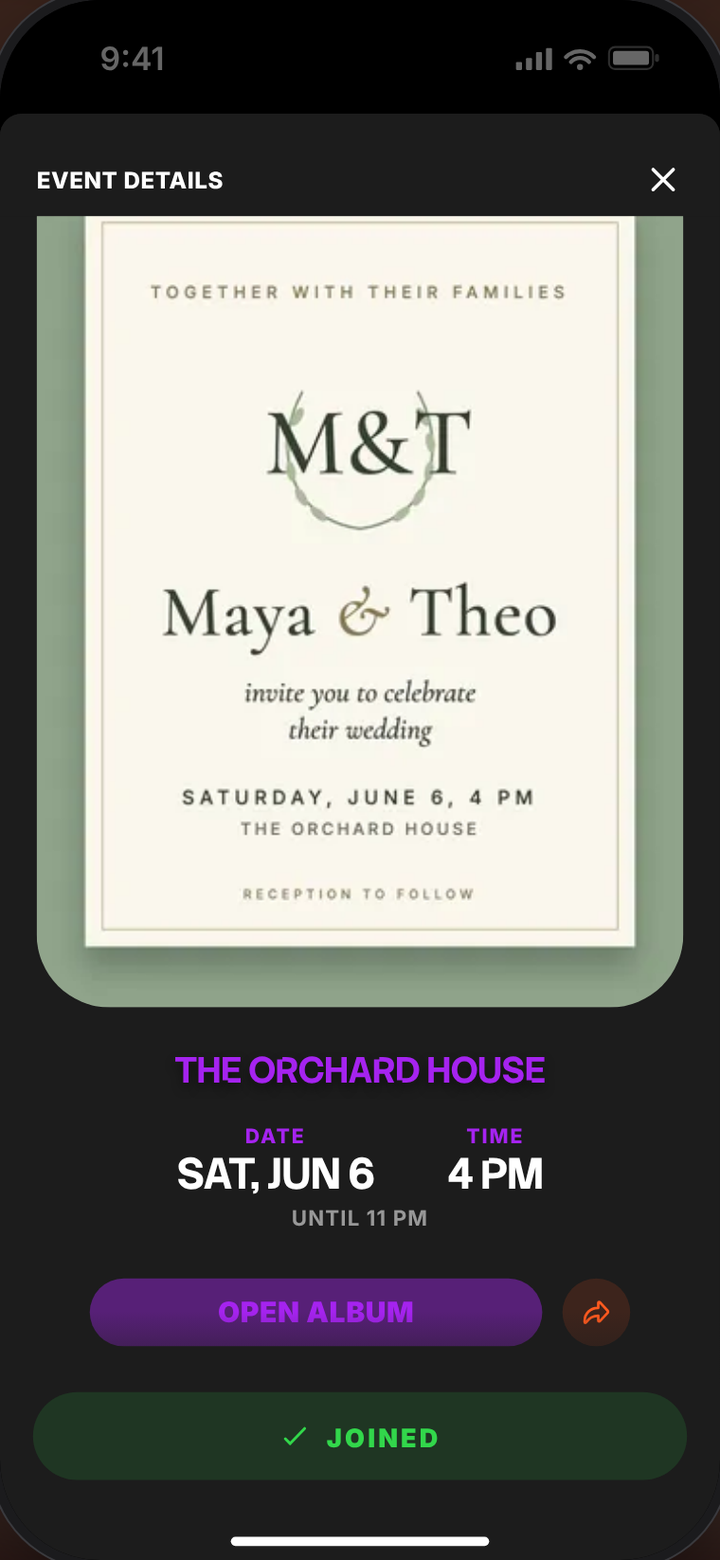 9:41
EVENT DETAILS
TOGETHER WITH THEIR FAMILIES
M&T
Maya & Theo
invite you to celebrate
their wedding
SATURDAY, JUNE 6, 4 PM
THE ORCHARD HOUSE
RECEPTION TO FOLLOW
THE ORCHARD HOUSE
DATE TIME
SAT, JUN 6 4 PM
UNTIL 11 PM
OPEN ALBUM
JOINED